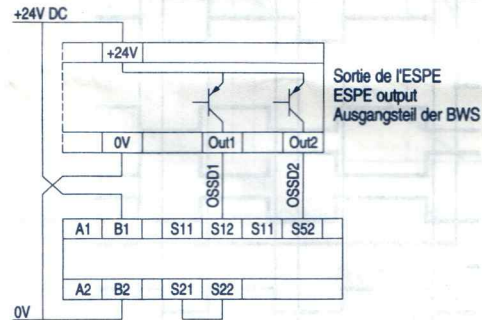 +24V DC
+24V
Sortie de l'ESPE
ESPE output
Ausgangsteil der BWS
0V Out1 Out2
OSSD1
OSSD2
A1 B1 S11 S12 S11 S52
A2 B2 S21 S22
0V